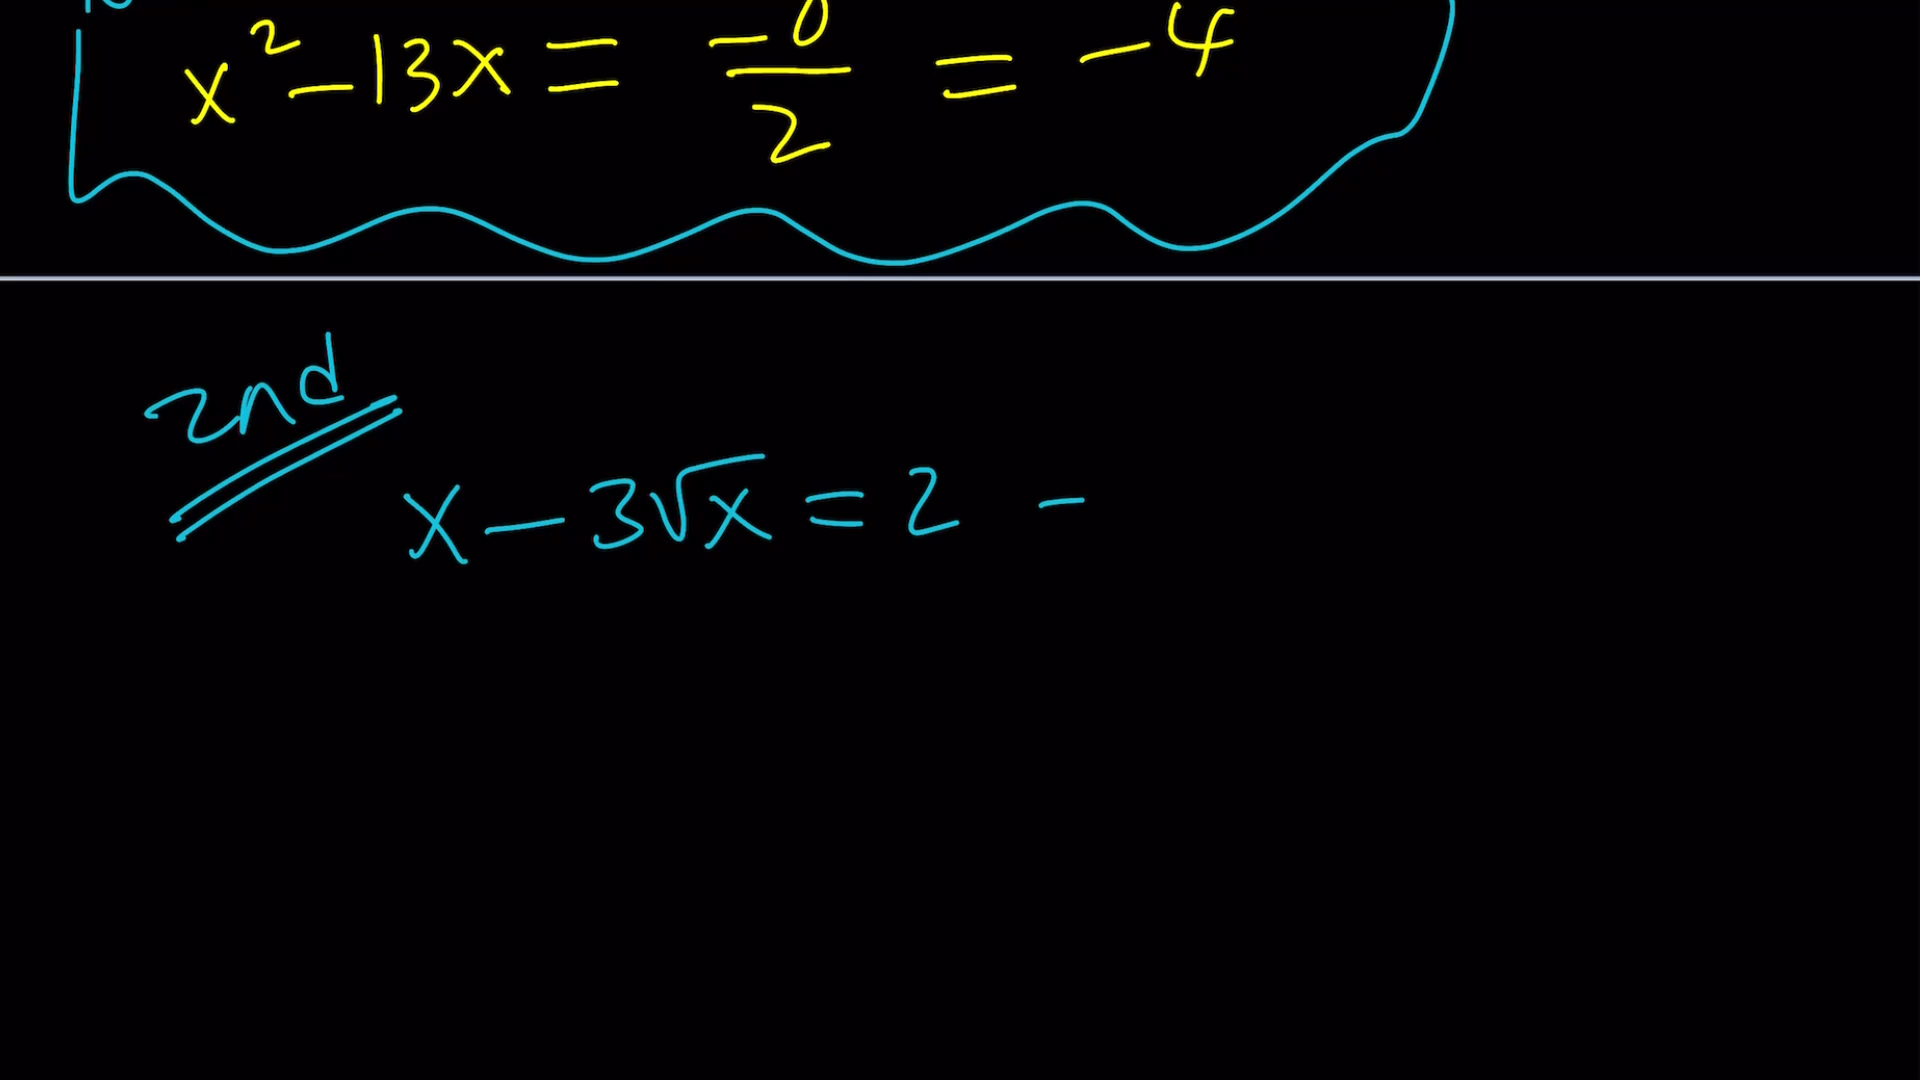 x² - 13x = -8/2 = -4
2nd
x - 3√x = 2 -